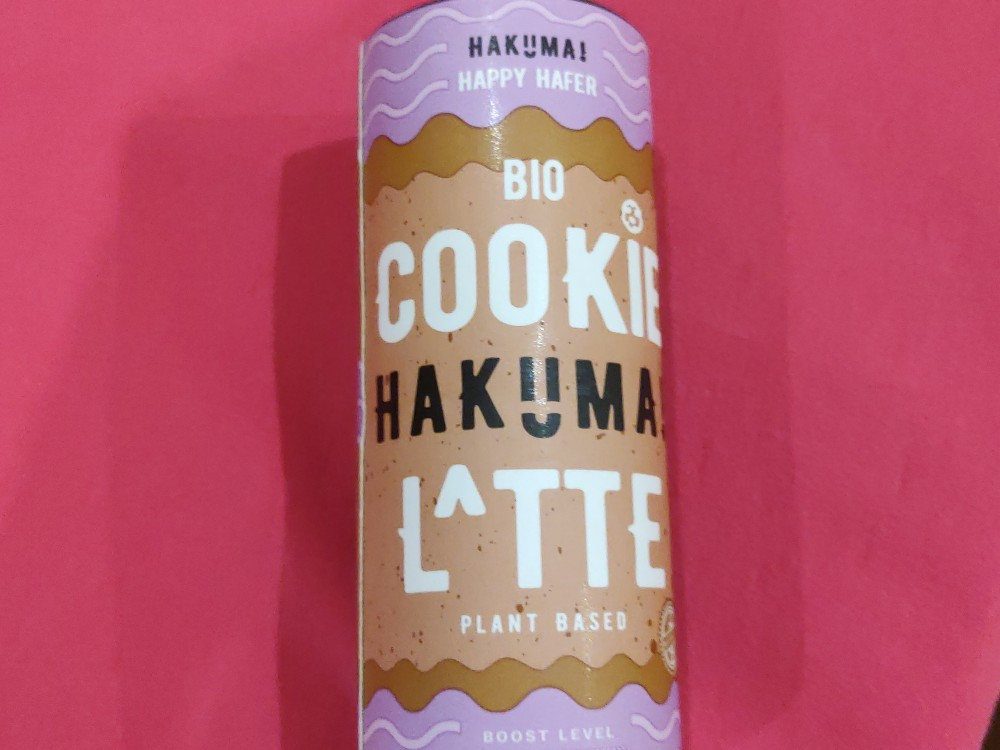 HAKUMA!
HAPPY HAFER
BIO
COOKIE
HAKUMA!
L^TTE
PLANT BASED
BOOST LEVEL